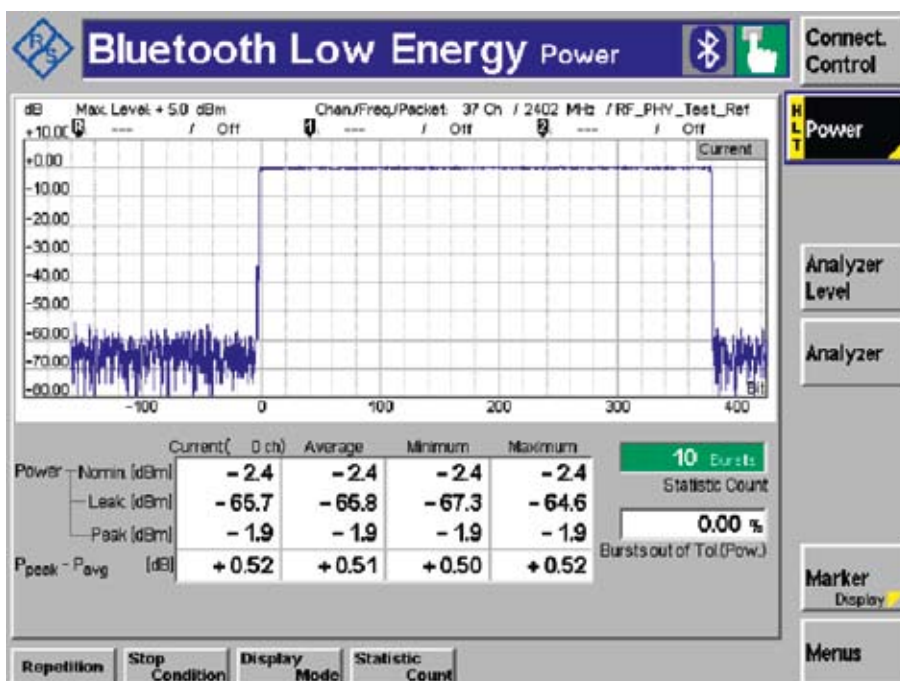 R S
Bluetooth Low Energy Power
Connect. Control
dB Max. Level: + 5.0 dBm Chan./Freq./Packet: 37 Ch / 2402 MHz / RF_PHY_Test_Ref
R --- / Off 1 --- / Off 2 --- / Off
Current
+10.00
+0.00
-10.00
-20.00
-30.00
-40.00
-50.00
-60.00
-70.00
-80.00
Bit
-100 0 100 200 300 400
HLT
Power
Analyzer Level
Analyzer
Current( 0 ch) Average Minimum Maximum
Power Nomin. [dBm] - 2.4 - 2.4 - 2.4 - 2.4
Leak. [dBm] - 65.7 - 65.8 - 67.3 - 64.6
Peak [dBm] - 1.9 - 1.9 - 1.9 - 1.9
Ppeak - Pavg [dB] + 0.52 + 0.51 + 0.50 + 0.52
10 Bursts
Statistic Count
0.00 %
Bursts out of Tol.(Pow.)
Marker
Display
Menus
Repetition
Stop Condition
Display Mode
Statistic Count